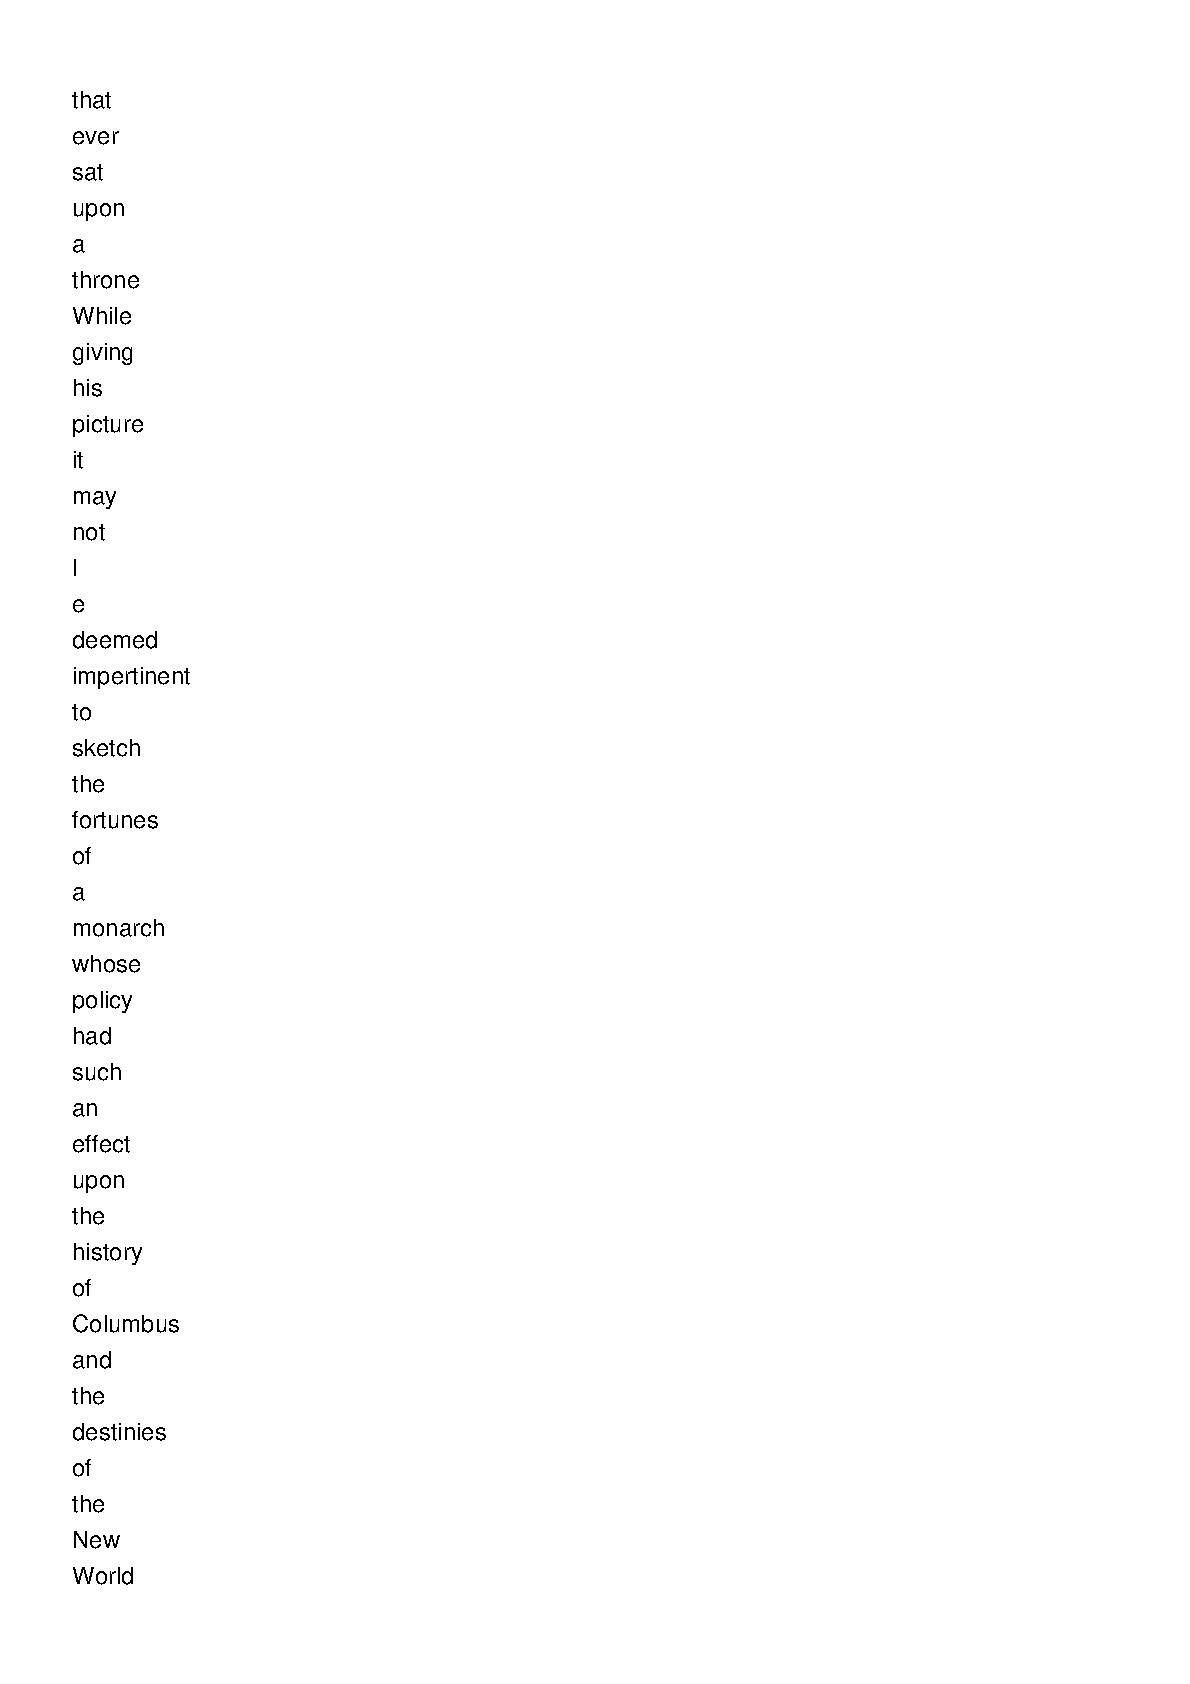 that
ever
sat
upon
a
throne
While
giving
his
picture
it
may
not
l
e
deemed
impertinent
to
sketch
the
fortunes
of
a
monarch
whose
policy
had
such
an
effect
upon
the
history
of
Columbus
and
the
destinies
of
the
New
World